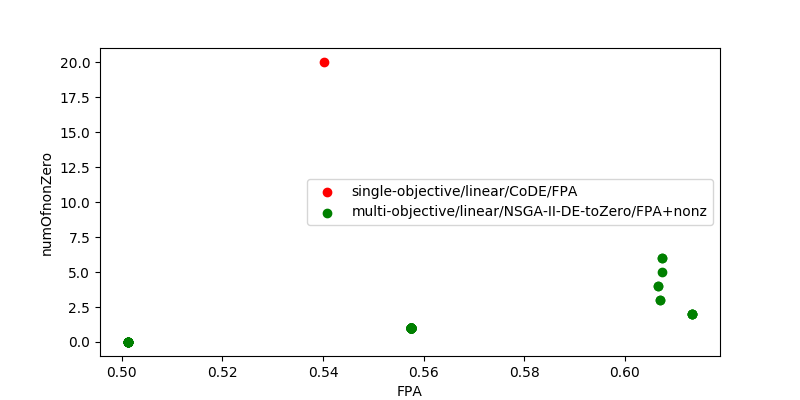 20.0
17.5
15.0
12.5
10.0
7.5
5.0
2.5
0.0
numOfnonZero
single-objective/linear/CoDE/FPA
multi-objective/linear/NSGA-II-DE-toZero/FPA+nonz
0.50 0.52 0.54 0.56 0.58 0.60
FPA